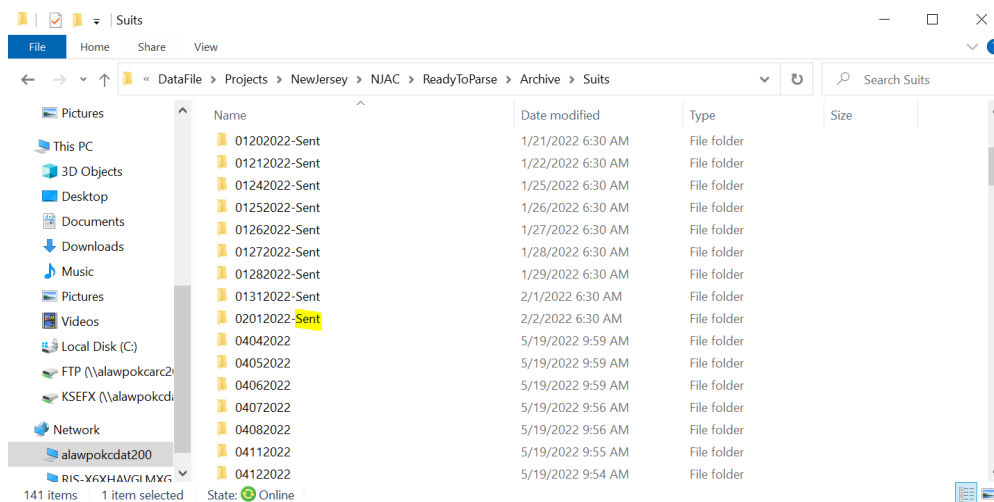 Suits
File Home Share View
« DataFile > Projects > NewJersey > NJAC > ReadyToParse > Archive > Suits
Search Suits
Name Date modified Type Size
Pictures
This PC
3D Objects
Desktop
Documents
Downloads
Music
Pictures
Videos
Local Disk (C:)
FTP (\\alawpokcarc2
KSEFX (\\alawpokcda
Network
alawpokcdat200
RIS-X6XHAVGLMXG
01202022-Sent 1/21/2022 6:30 AM File folder
01212022-Sent 1/22/2022 6:30 AM File folder
01242022-Sent 1/25/2022 6:30 AM File folder
01252022-Sent 1/26/2022 6:30 AM File folder
01262022-Sent 1/27/2022 6:30 AM File folder
01272022-Sent 1/28/2022 6:30 AM File folder
01282022-Sent 1/29/2022 6:30 AM File folder
01312022-Sent 2/1/2022 6:30 AM File folder
02012022-Sent 2/2/2022 6:30 AM File folder
04042022 5/19/2022 9:59 AM File folder
04052022 5/19/2022 9:59 AM File folder
04062022 5/19/2022 9:59 AM File folder
04072022 5/19/2022 9:56 AM File folder
04082022 5/19/2022 9:56 AM File folder
04112022 5/19/2022 9:55 AM File folder
04122022 5/19/2022 9:54 AM File folder
141 items 1 item selected State: Online